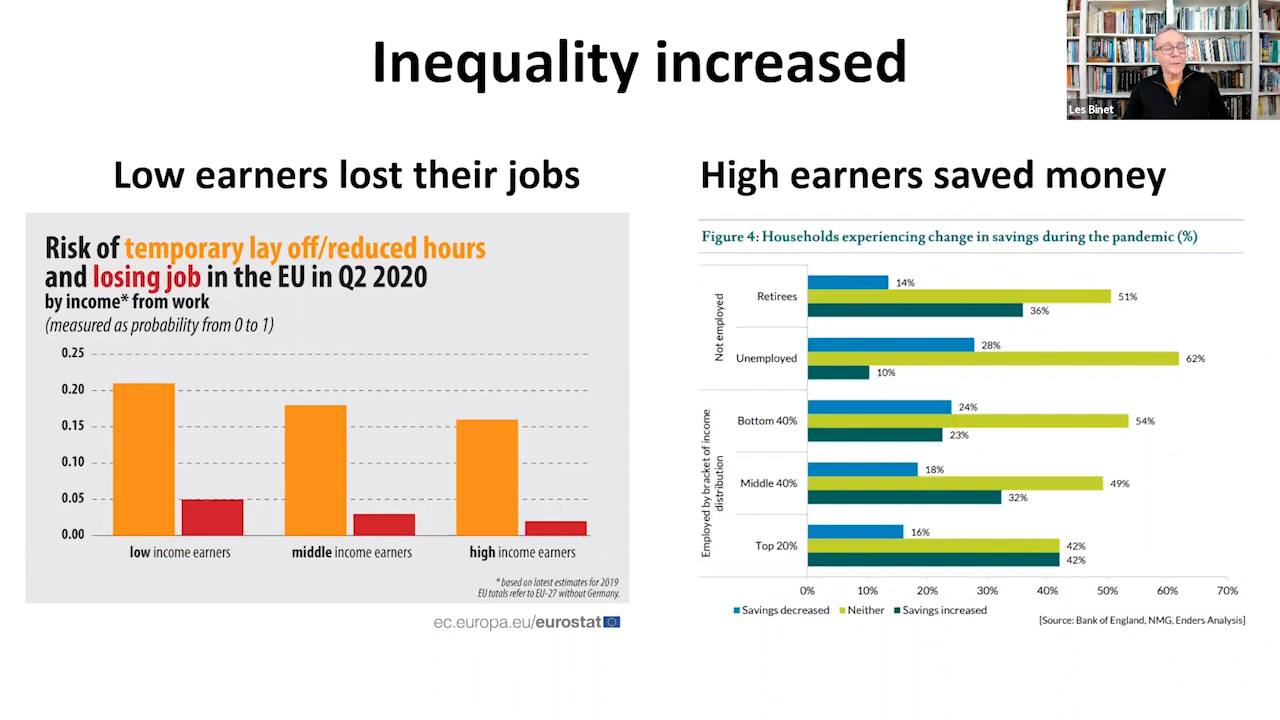 Inequality increased
Les Binet
Low earners lost their jobs
High earners saved money
Risk of temporary lay off/reduced hours
and losing job in the EU in Q2 2020
by income* from work
(measured as probability from 0 to 1)
0.25
0.20
0.15
0.10
0.05
0.00
low income earners
middle income earners
high income earners
* based on latest estimates for 2019
EU totals refer to EU-27 without Germany.
ec.europa.eu/eurostat
Figure 4: Households experiencing change in savings during the pandemic (%)
Not employed
Retirees
14%
51%
36%
Unemployed
28%
62%
10%
Employed by bracket of income
distribution
Bottom 40%
24%
54%
23%
Middle 40%
18%
49%
32%
Top 20%
16%
42%
42%
0%
10%
20%
30%
40%
50%
60%
70%
Savings decreased
Neither
Savings increased
[Source: Bank of England, NMG, Enders Analysis]